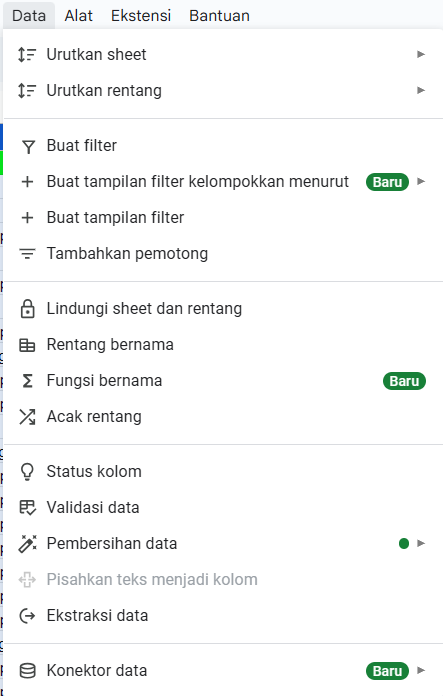 Data Alat Ekstensi Bantuan
Urutkan sheet
Urutkan rentang
Buat filter
Buat tampilan filter kelompokkan menurut Baru
Buat tampilan filter
Tambahkan pemotong
Lindungi sheet dan rentang
Rentang bernama
Fungsi bernama Baru
Acak rentang
Status kolom
Validasi data
Pembersihan data
Pisahkan teks menjadi kolom
Ekstraksi data
Konektor data Baru